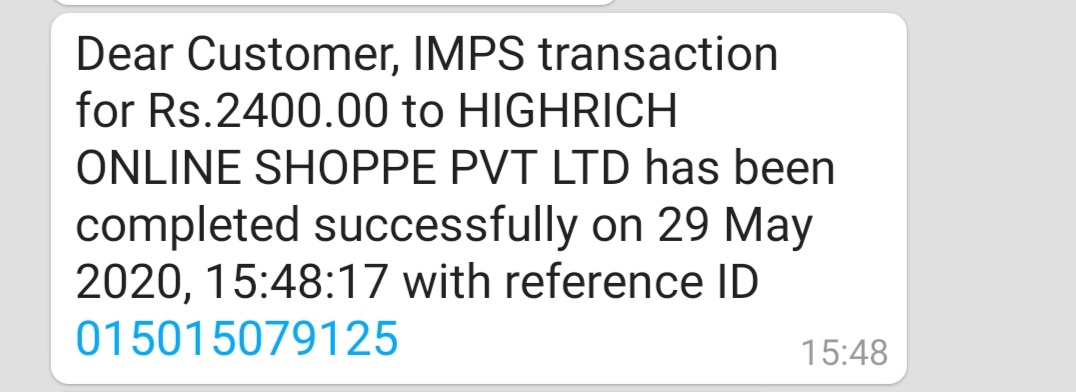 Dear Customer, IMPS transaction
for Rs.2400.00 to HIGHRICH
ONLINE SHOPPE PVT LTD has been
completed successfully on 29 May
2020, 15:48:17 with reference ID
015015079125
15:48